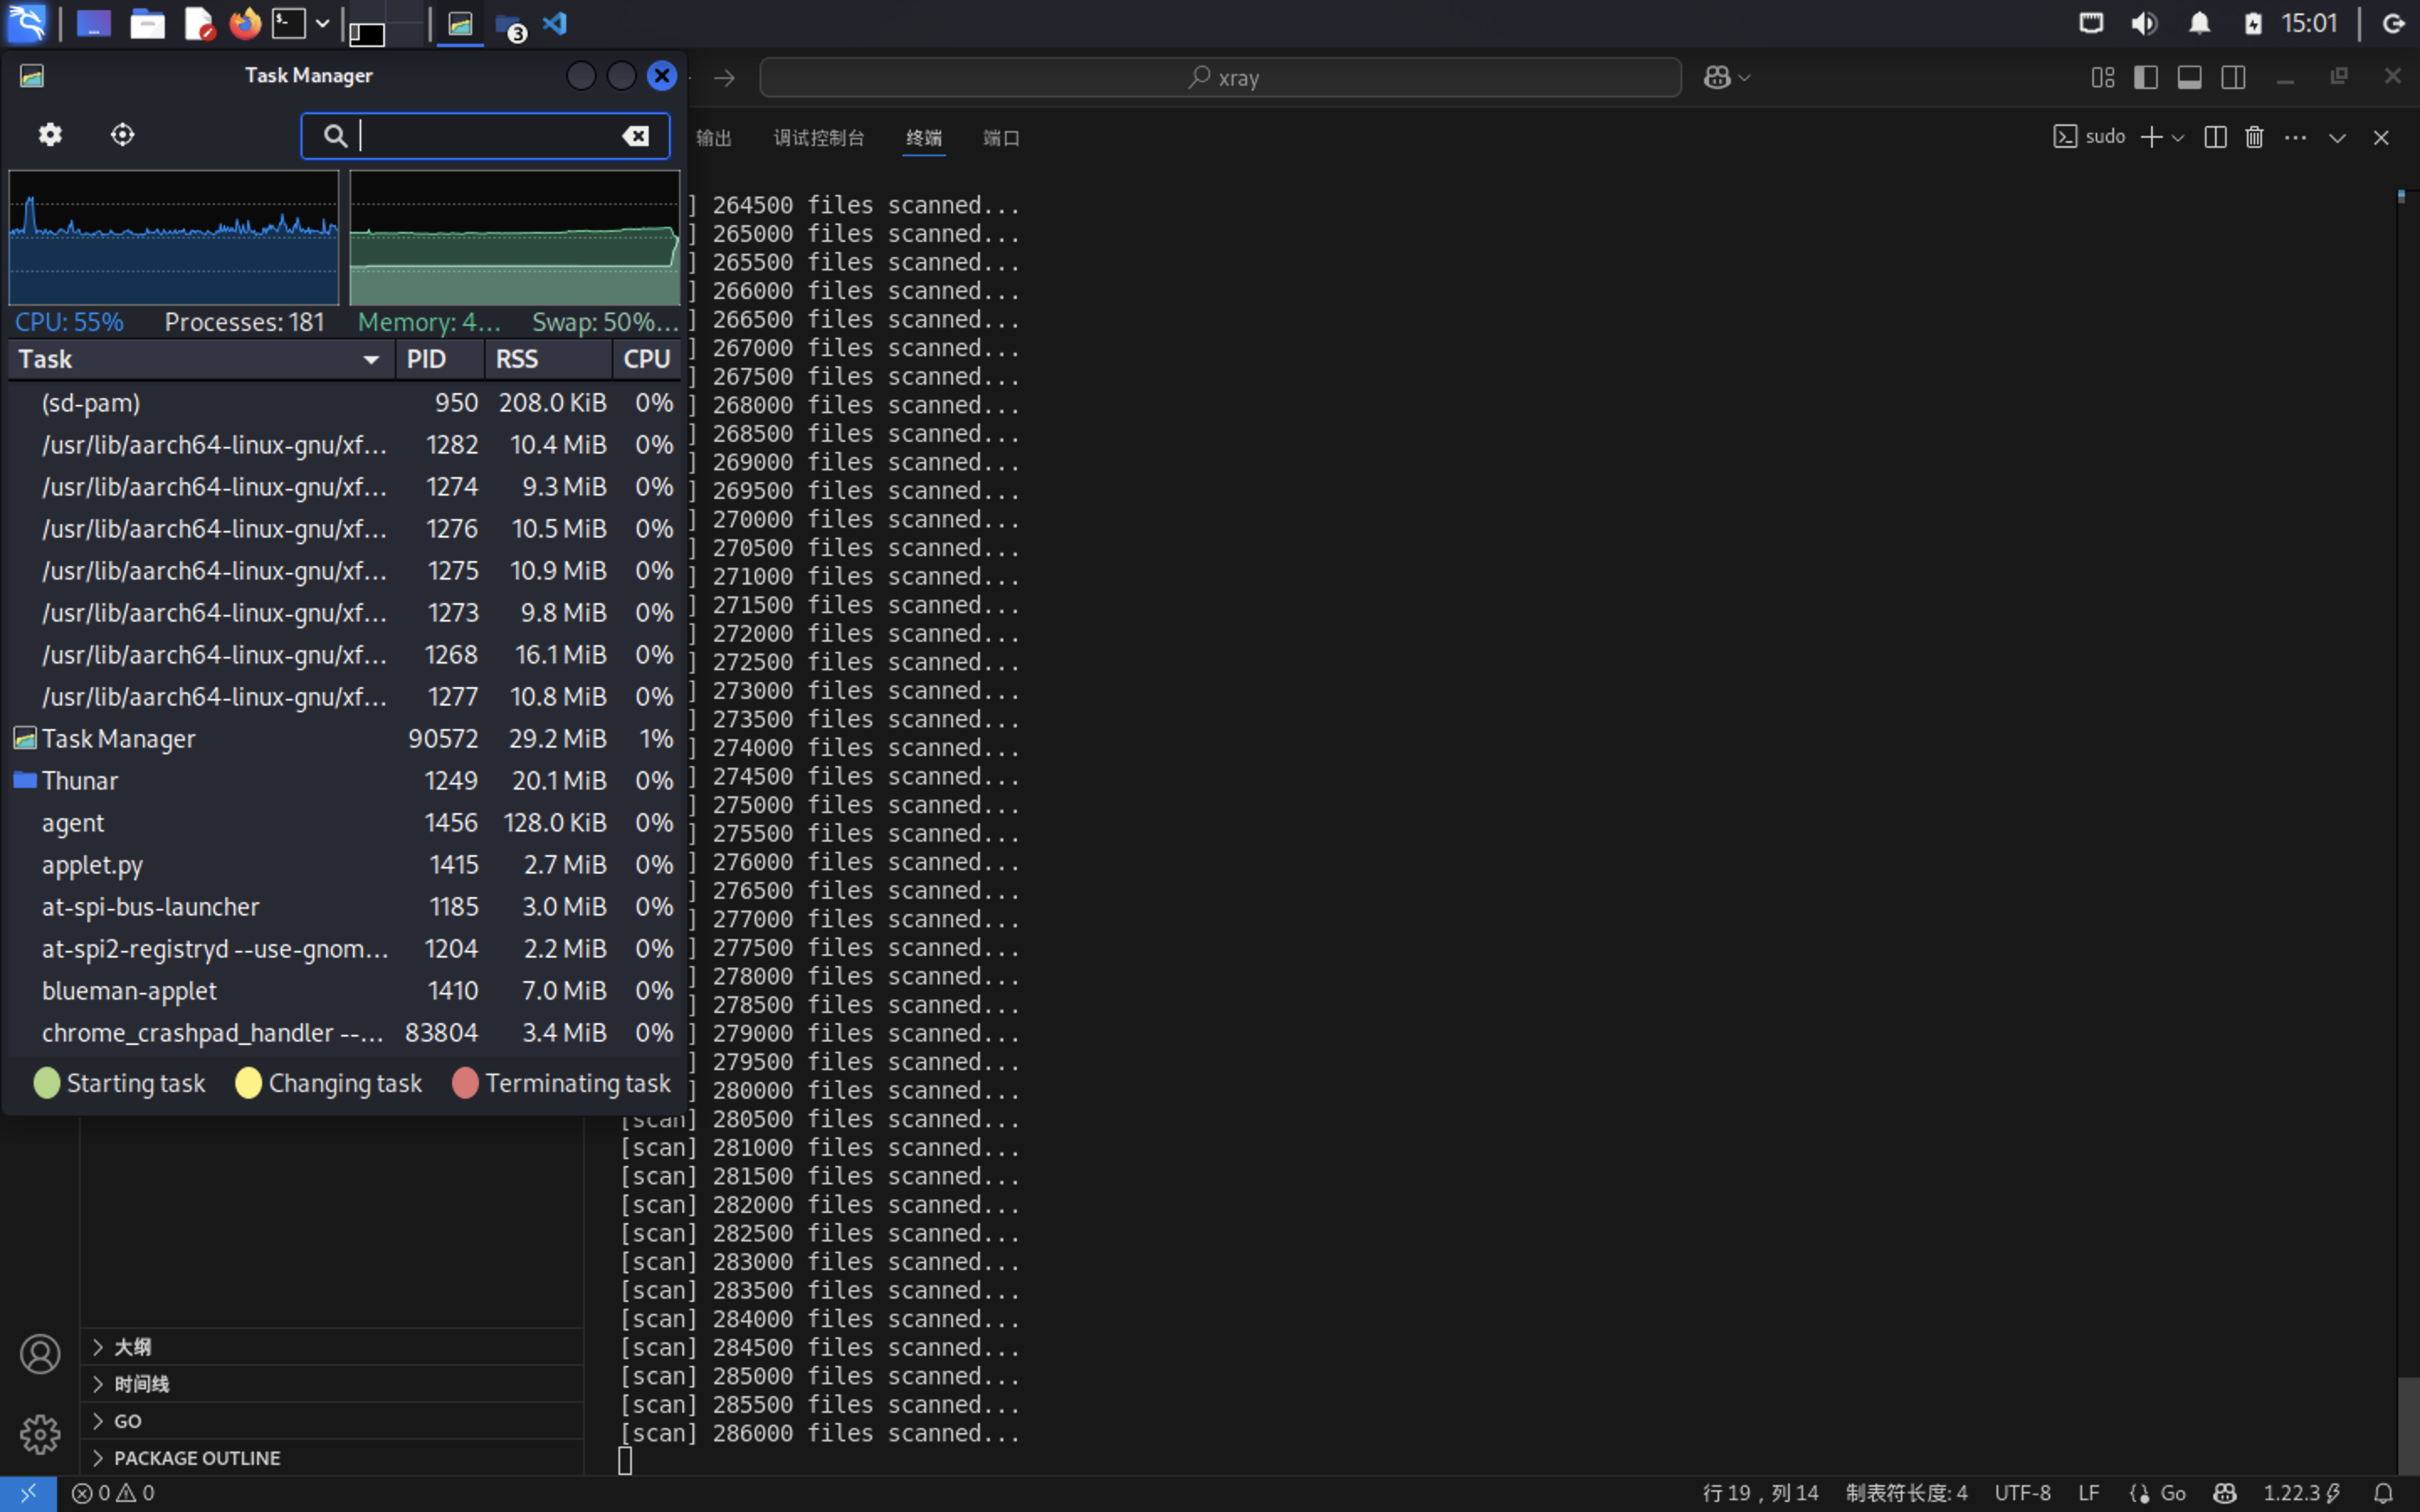 3
15:01
Task Manager
xray
输出
调试控制台
终端
端口
sudo
CPU: 55%
Processes: 181
Memory: 4...
Swap: 50%...
Task PID RSS CPU
(sd-pam) 950 208.0 KiB 0%
/usr/lib/aarch64-linux-gnu/xf... 1282 10.4 MiB 0%
/usr/lib/aarch64-linux-gnu/xf... 1274 9.3 MiB 0%
/usr/lib/aarch64-linux-gnu/xf... 1276 10.5 MiB 0%
/usr/lib/aarch64-linux-gnu/xf... 1275 10.9 MiB 0%
/usr/lib/aarch64-linux-gnu/xf... 1273 9.8 MiB 0%
/usr/lib/aarch64-linux-gnu/xf... 1268 16.1 MiB 0%
/usr/lib/aarch64-linux-gnu/xf... 1277 10.8 MiB 0%
Task Manager 90572 29.2 MiB 1%
Thunar 1249 20.1 MiB 0%
agent 1456 128.0 KiB 0%
applet.py 1415 2.7 MiB 0%
at-spi-bus-launcher 1185 3.0 MiB 0%
at-spi2-registryd --use-gnom... 1204 2.2 MiB 0%
blueman-applet 1410 7.0 MiB 0%
chrome_crashpad_handler --... 83804 3.4 MiB 0%
Starting task
Changing task
Terminating task
] 264500 files scanned...
] 265000 files scanned...
] 265500 files scanned...
] 266000 files scanned...
] 266500 files scanned...
] 267000 files scanned...
] 267500 files scanned...
] 268000 files scanned...
] 268500 files scanned...
] 269000 files scanned...
] 269500 files scanned...
] 270000 files scanned...
] 270500 files scanned...
] 271000 files scanned...
] 271500 files scanned...
] 272000 files scanned...
] 272500 files scanned...
] 273000 files scanned...
] 273500 files scanned...
] 274000 files scanned...
] 274500 files scanned...
] 275000 files scanned...
] 275500 files scanned...
] 276000 files scanned...
] 276500 files scanned...
] 277000 files scanned...
] 277500 files scanned...
] 278000 files scanned...
] 278500 files scanned...
] 279000 files scanned...
] 279500 files scanned...
] 280000 files scanned...
[scan] 280500 files scanned...
[scan] 281000 files scanned...
[scan] 281500 files scanned...
[scan] 282000 files scanned...
[scan] 282500 files scanned...
[scan] 283000 files scanned...
[scan] 283500 files scanned...
[scan] 284000 files scanned...
[scan] 284500 files scanned...
[scan] 285000 files scanned...
[scan] 285500 files scanned...
[scan] 286000 files scanned...
大纲
时间线
GO
PACKAGE OUTLINE
0 0
行 19，列 14
制表符长度: 4
UTF-8
LF
Go
1.22.3